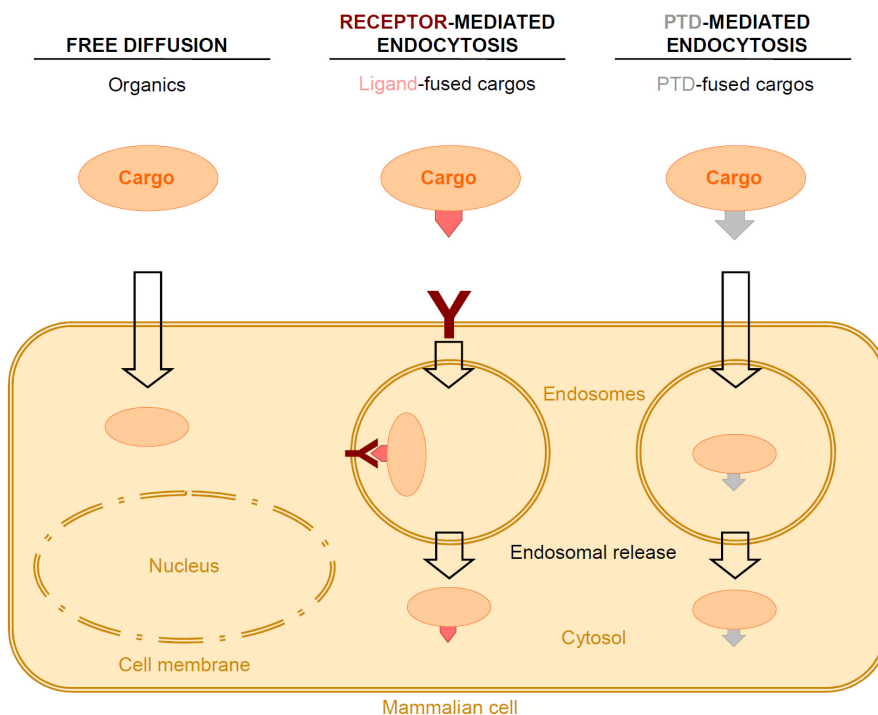 FREE DIFFUSION
Organics
RECEPTOR-MEDIATED
ENDOCYTOSIS
Ligand-fused cargos
PTD-MEDIATED
ENDOCYTOSIS
PTD-fused cargos
Cargo
Cargo
Cargo
Endosomes
Endosomal release
Nucleus
Cytosol
Cell membrane
Mammalian cell